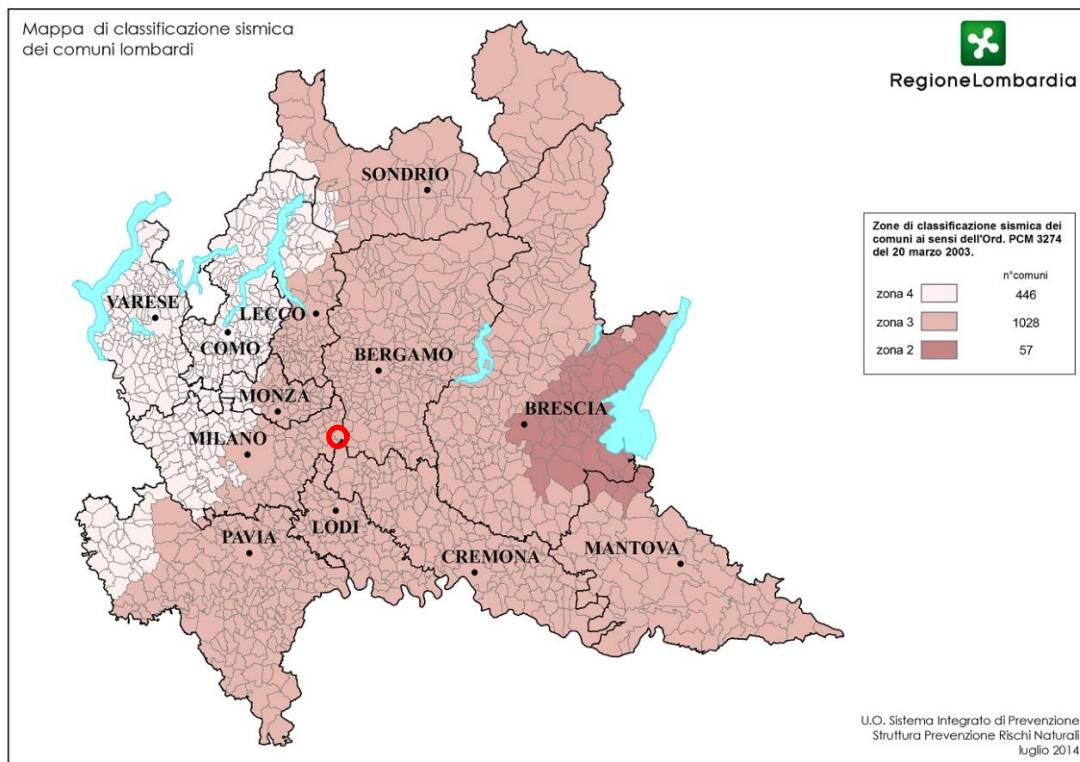 Mappa di classificazione sismica
dei comuni lombardi
RegioneLombardia
SONDRIO
VARESE
LECCO
COMO
BERGAMO
MONZA
BRESCIA
MILANO
LODI
PAVIA
CREMONA
MANTOVA
Zone di classificazione sismica dei
comuni ai sensi dell'Ord. PCM 3274
del 20 marzo 2003.
n°comuni
zona 4 446
zona 3 1028
zona 2 57
U.O. Sistema Integrato di Prevenzione
Struttura Prevenzione Rischi Naturali
luglio 2014